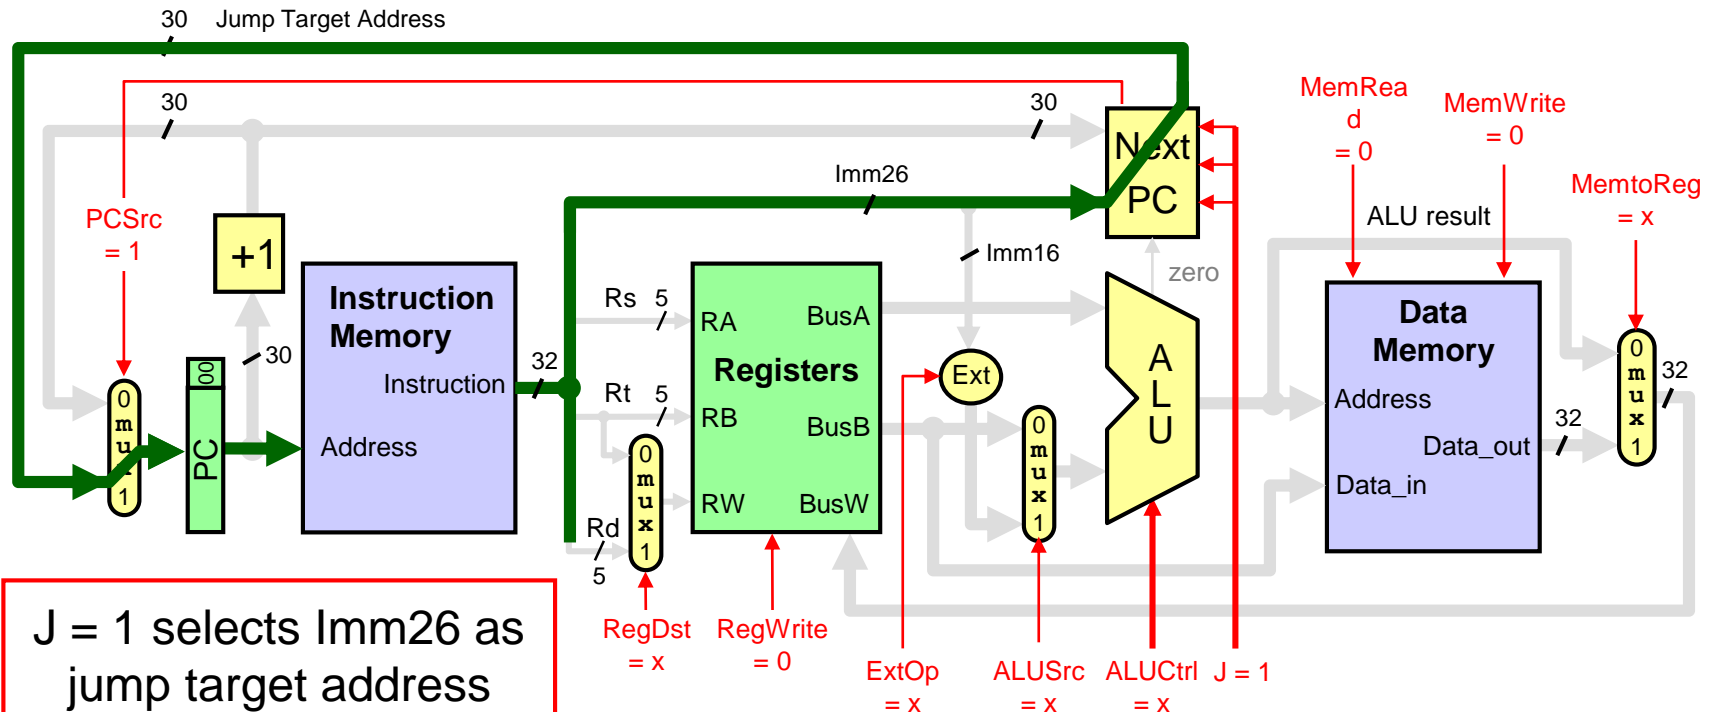 30 Jump Target Address
30
30
MemRea
d
= 0
MemWrite
= 0
Next
PC
Imm26
MemtoReg
= x
PCSrc
= 1
ALU result
+1
Imm16
zero
Instruction
Memory
Rs 5
RA
BusA
Data
Memory
30
00
Instruction
32
Registers
Ext
A
L
U
0
m
u
x
1
32
0
m
u
x
1
PC
Address
Rt 5
RB
BusB
0
m
u
x
1
0
m
u
x
1
Address
Data_out
32
Data_in
RW
BusW
Rd
5
J = 1 selects Imm26 as
jump target address
RegDst
= x
RegWrite
= 0
ExtOp
= x
ALUSrc
= x
ALUCtrl
= x
J = 1